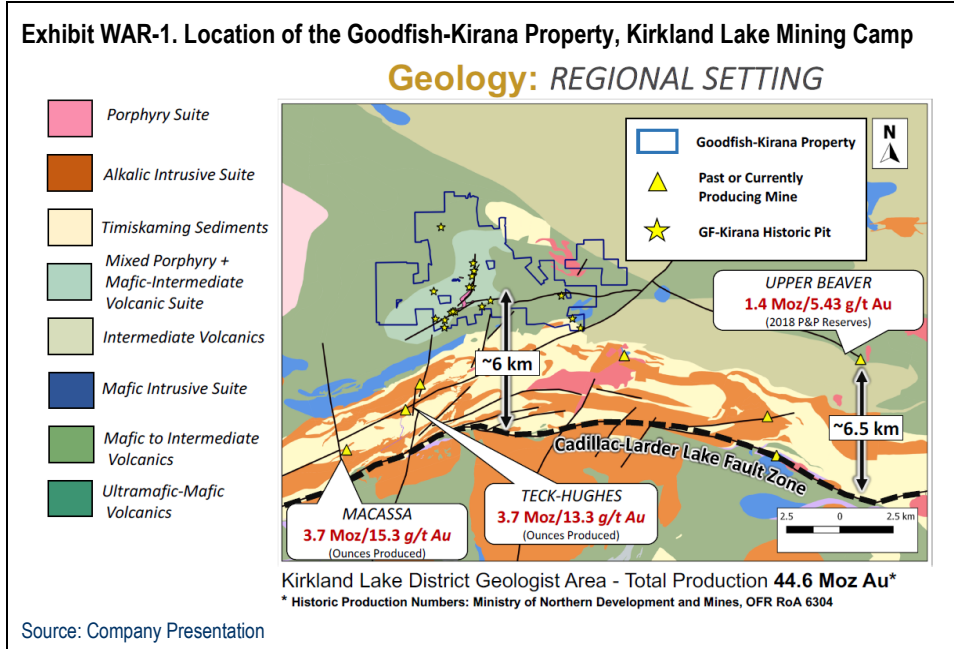 Exhibit WAR-1. Location of the Goodfish-Kirana Property, Kirkland Lake Mining Camp
Geology: REGIONAL SETTING
Porphyry Suite
Alkalic Intrusive Suite
Timiskaming Sediments
Mixed Porphyry +
Mafic-Intermediate
Volcanic Suite
Intermediate Volcanics
Mafic Intrusive Suite
Mafic to Intermediate
Volcanics
Ultramafic-Mafic
Volcanics
Goodfish-Kirana Property
Past or Currently
Producing Mine
GF-Kirana Historic Pit
N
UPPER BEAVER
1.4 Moz/5.43 g/t Au
(2018 P&P Reserves)
~6 km
~6.5 km
Cadillac-Larder Lake Fault Zone
MACASSA
3.7 Moz/15.3 g/t Au
(Ounces Produced)
TECK-HUGHES
3.7 Moz/13.3 g/t Au
(Ounces Produced)
2.5 0 2.5 km
Kirkland Lake District Geologist Area - Total Production 44.6 Moz Au*
* Historic Production Numbers: Ministry of Northern Development and Mines, OFR RoA 6304
Source: Company Presentation